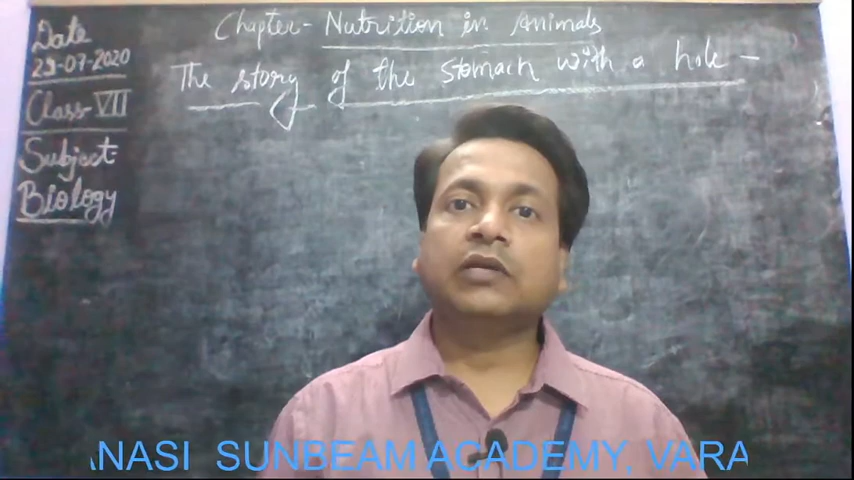 Date
29-07-2020
Class-VII
Subject-
Biology
Chapter- Nutrition in Animals
The story of the stomach with a hole -
ANASI SUNBEAM ACADEMY, VARA